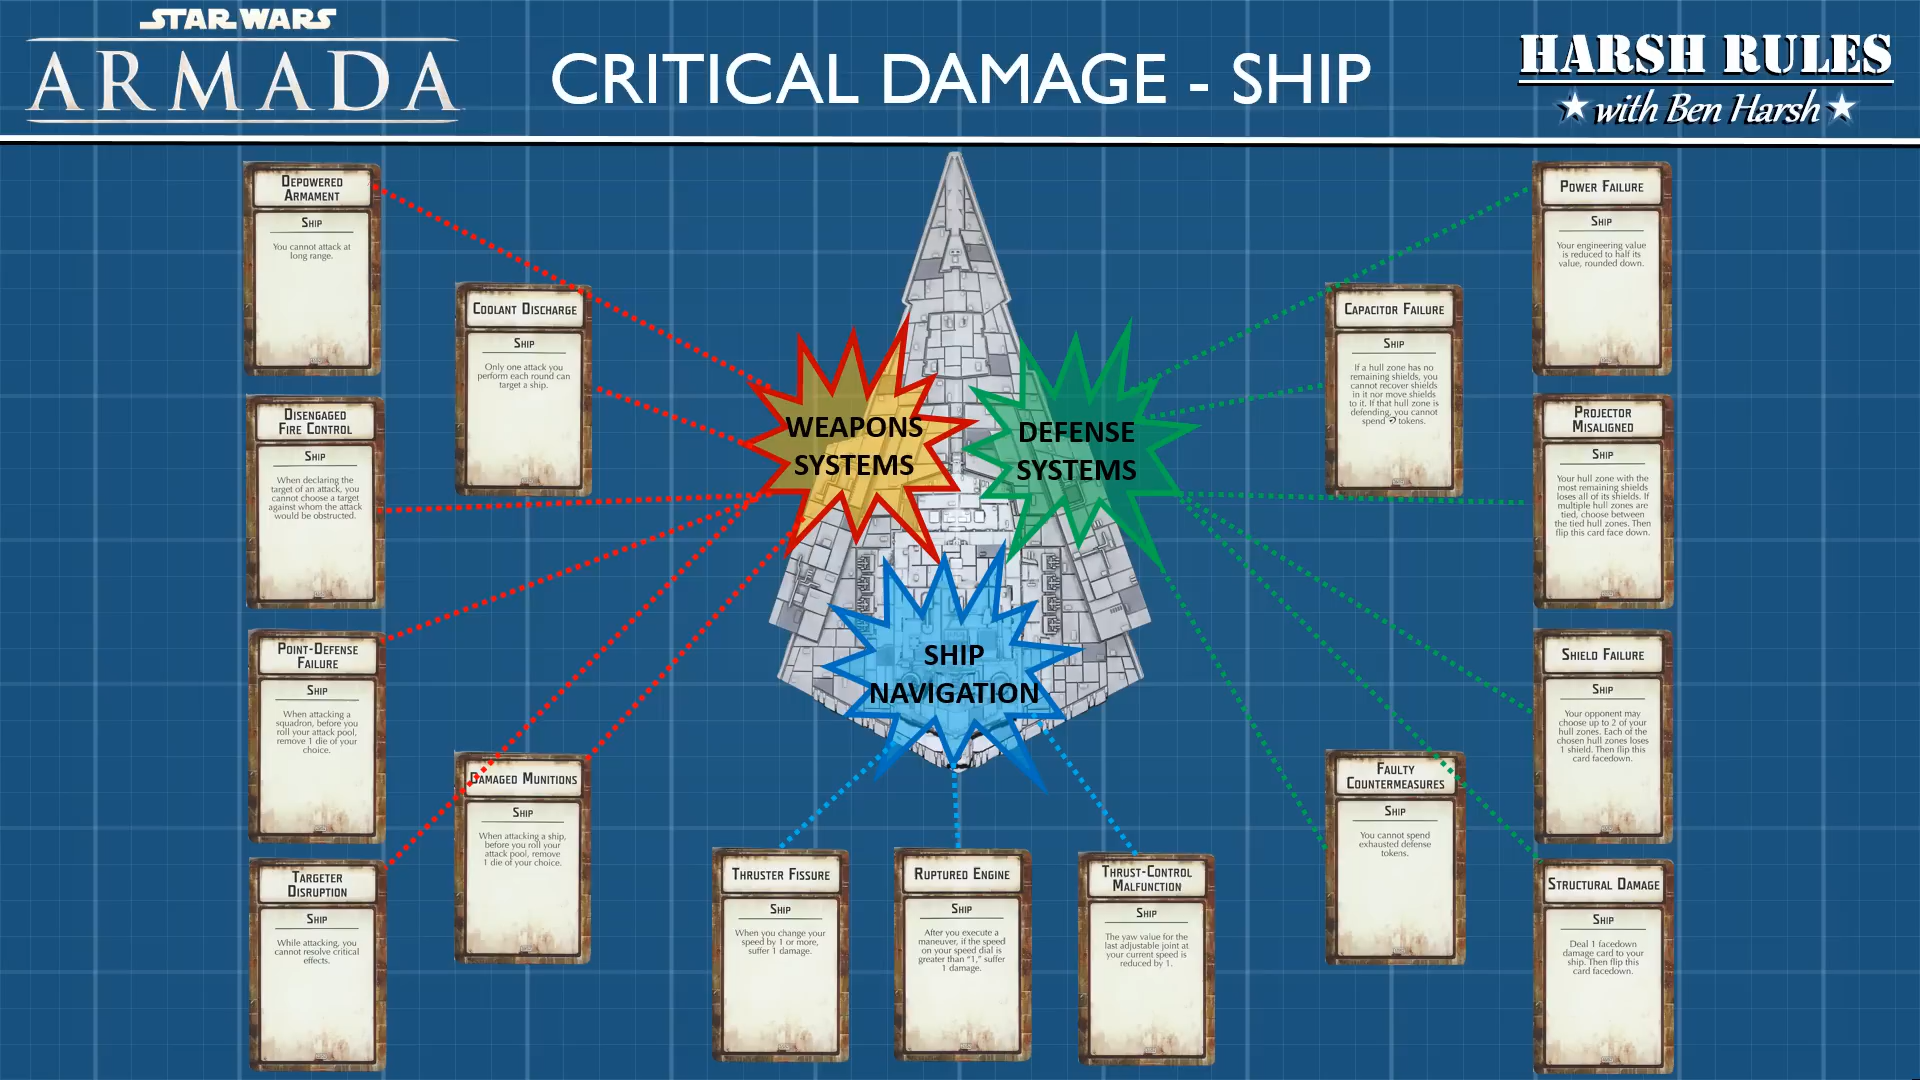 STAR WARS
ARMADA
CRITICAL DAMAGE - SHIP
HARSH RULES
with Ben Harsh
DEPOWERED
ARMAMENT
SHIP
You cannot attack at
long range.
COOLANT DISCHARGE
SHIP
Only one attack you
perform each round can
target a ship.
DISENGAGED
FIRE CONTROL
SHIP
When declaring the
target of an attack, you
cannot choose a target
against whom the attack
would be obstructed.
POINT-DEFENSE
FAILURE
SHIP
When attacking a
squadron, before you
roll your attack pool,
remove 1 die of your
choice.
DAMAGED MUNITIONS
SHIP
When attacking a ship,
before you roll your
attack pool, remove
1 die of your choice.
TARGETER
DISRUPTION
SHIP
While attacking, you
cannot resolve critical
effects.
WEAPONS
SYSTEMS
DEFENSE
SYSTEMS
SHIP
NAVIGATION
THRUSTER FISSURE
SHIP
When you change your
speed by 1 or more,
suffer 1 damage.
RUPTURED ENGINE
SHIP
After you execute a
maneuver, if the speed
on your speed dial is
greater than "1," suffer
1 damage.
THRUST-CONTROL
MALFUNCTION
SHIP
The yaw value for the
last adjustable joint at
your current speed is
reduced by 1.
POWER FAILURE
SHIP
Your engineering value
is reduced to half its
value, rounded down.
CAPACITOR FAILURE
SHIP
If a hull zone has no
remaining shields, you
cannot recover shields
in it nor move shields
to it. If that hull zone is
defending, you cannot
spend tokens.
PROJECTOR
MISALIGNED
SHIP
Your hull zone with the
most remaining shields
loses all of its shields. If
multiple hull zones are
tied, choose between
the tied hull zones. Then
flip this card face down.
SHIELD FAILURE
SHIP
Your opponent may
choose up to 2 of your
hull zones. Each of the
chosen hull zones loses
1 shield. Then flip this
card facedown.
FAULTY
COUNTERMEASURES
SHIP
You cannot spend
exhausted defense
tokens.
STRUCTURAL DAMAGE
SHIP
Deal 1 facedown
damage card to your
ship. Then flip this
card facedown.